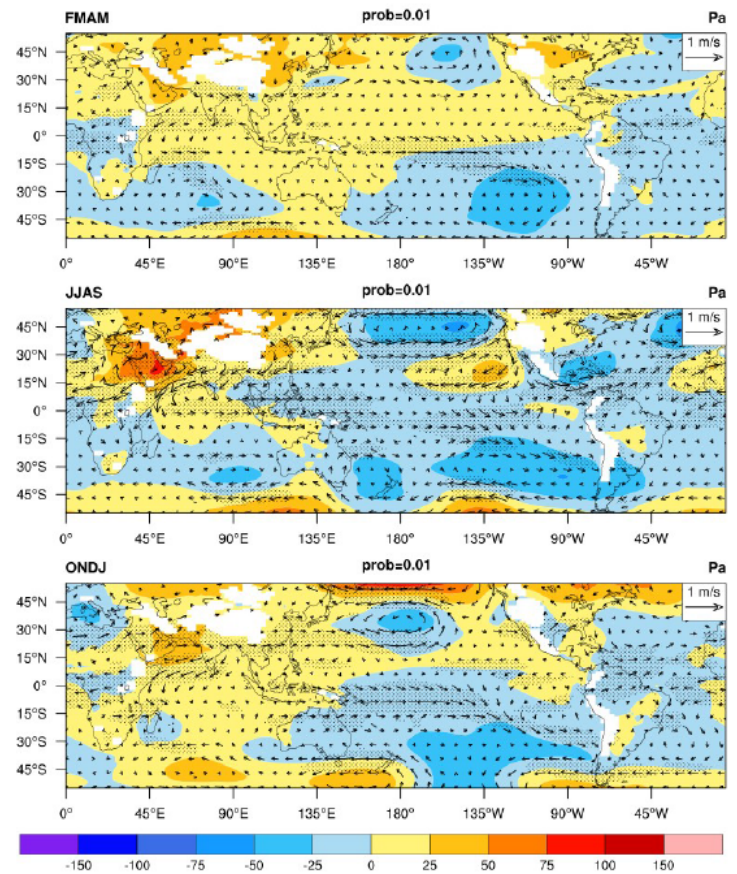 FMAM prob=0.01 Pa
1 m/s
45°N
30°N
15°N
0°
15°S
30°S
45°S
0° 45°E 90°E 135°E 180° 135°W 90°W 45°W
JJAS prob=0.01 Pa
1 m/s
45°N
30°N
15°N
0°
15°S
30°S
45°S
0° 45°E 90°E 135°E 180° 135°W 90°W 45°W
ONDJ prob=0.01 Pa
1 m/s
45°N
30°N
15°N
0°
15°S
30°S
45°S
0° 45°E 90°E 135°E 180° 135°W 90°W 45°W
-150 -100 -75 -50 -25 0 25 50 75 100 150